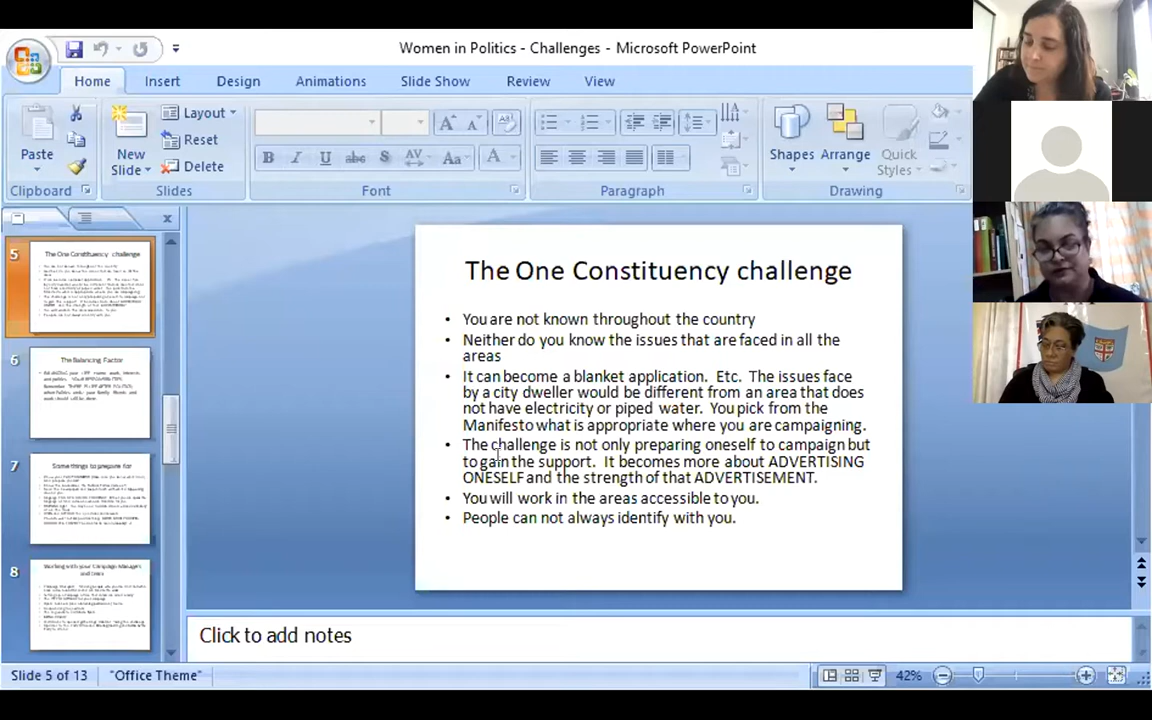 Women in Politics - Challenges - Microsoft PowerPoint
Home
Insert
Design
Animations
Slide Show
Review
View
Paste
Clipboard
New
Slide
Layout
Reset
Delete
Slides
Font
Paragraph
Shapes
Arrange
Quick
Styles
Drawing
5
The One Constituency challenge
6
The Balancing Factor
7
Some things to prepare for
8
Working with your Campaign Managers
The One Constituency challenge
• You are not known throughout the country
• Neither do you know the issues that are faced in all the
areas
• It can become a blanket application. Etc. The issues face
by a city dweller would be different from an area that does
not have electricity or piped water. You pick from the
Manifesto what is appropriate where you are campaigning.
• The challenge is not only preparing oneself to campaign but
to gain the support. It becomes more about ADVERTISING
ONESELF and the strength of that ADVERTISEMENT.
• You will work in the areas accessible to you.
• People can not always identify with you.
Click to add notes
Slide 5 of 13
"Office Theme"
42%